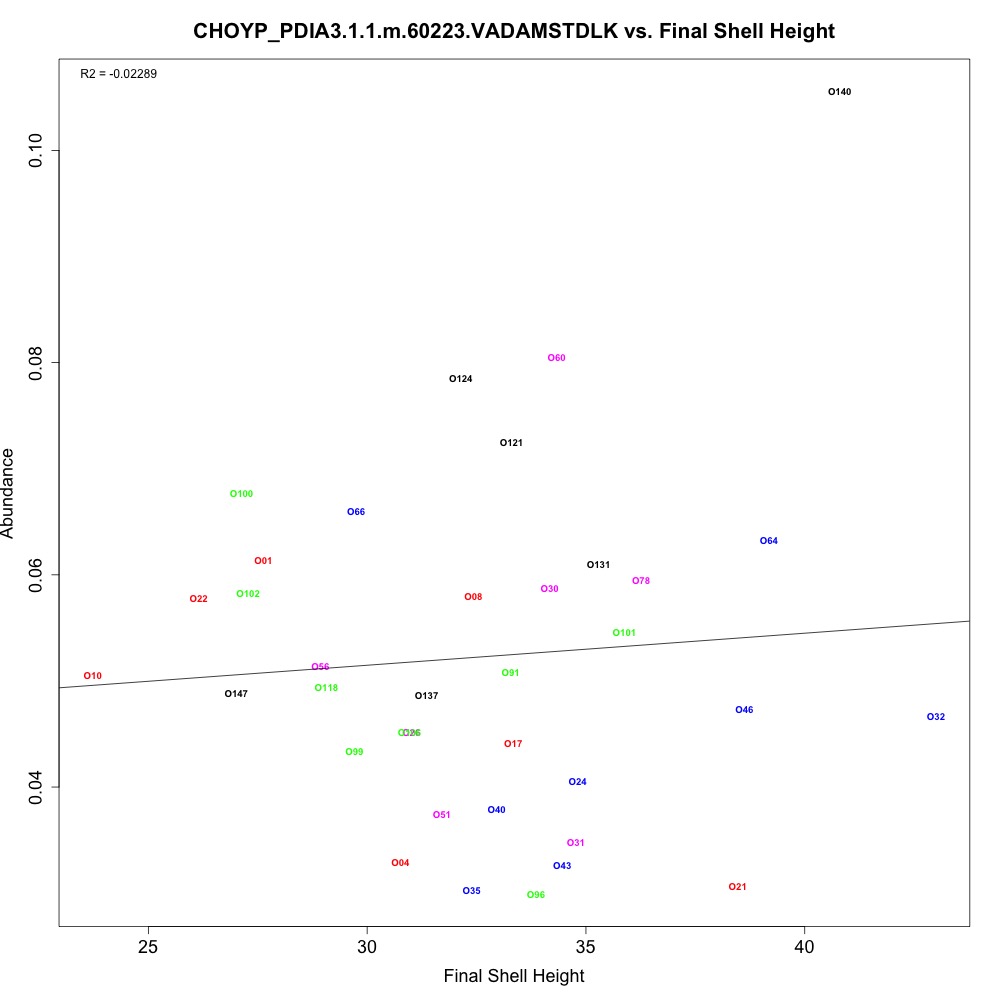 CHOYP_PDIA3.1.1.m.60223.VADAMSTDLK vs. Final Shell Height
R2 = -0.02289
O140
0.10
O60
0.08
O124
O121
O100
O66
O64
O01
O131
0.06
O78
O30
O102
O08
O22
O101
O56
O91
O10
O118
O147
O137
O46
O32
O17
O99
0.04
O24
O40
O51
O31
O04
O43
O21
O35
O96
Abundance
25 30 35 40
Final Shell Height